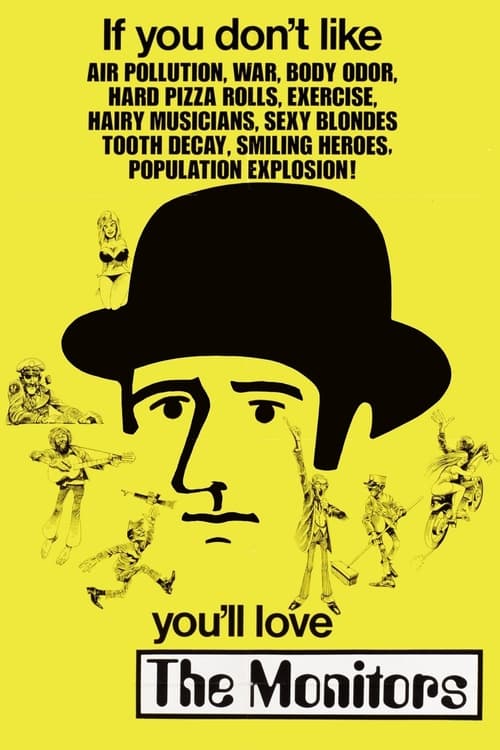 If you don't like
AIR POLLUTION, WAR, BODY ODOR,
HARD PIZZA ROLLS, EXERCISE,
HAIRY MUSICIANS, SEXY BLONDES
TOOTH DECAY, SMILING HEROES,
POPULATION EXPLOSION!
you'll love
The Monitors